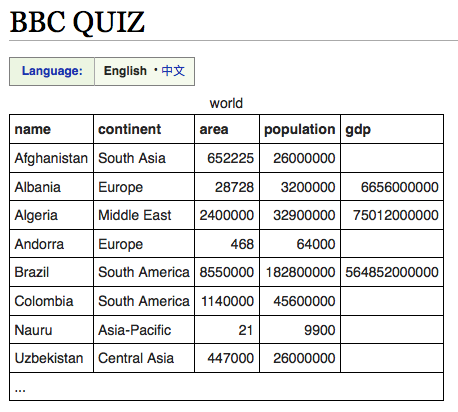 BBC QUIZ
Language: English • 中文
world
name continent area population gdp
Afghanistan South Asia 652225 26000000
Albania Europe 28728 3200000 6656000000
Algeria Middle East 2400000 32900000 75012000000
Andorra Europe 468 64000
Brazil South America 8550000 182800000 564852000000
Colombia South America 1140000 45600000
Nauru Asia-Pacific 21 9900
Uzbekistan Central Asia 447000 26000000
...